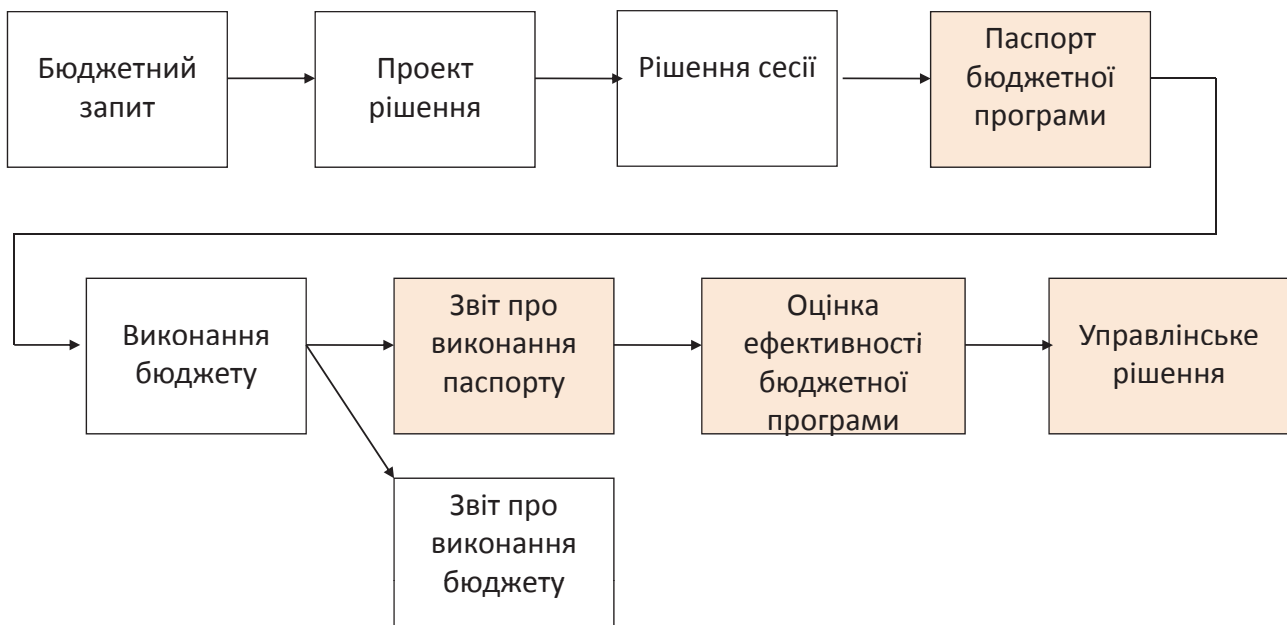 Бюджетний
запит
Проект
рішення
Рішення сесії
Паспорт
бюджетної
програми
Виконання
бюджету
Звіт про
виконання
паспорту
Оцінка
ефективності
бюджетної
програми
Управлінське
рішення
Звіт про
виконання
бюджету